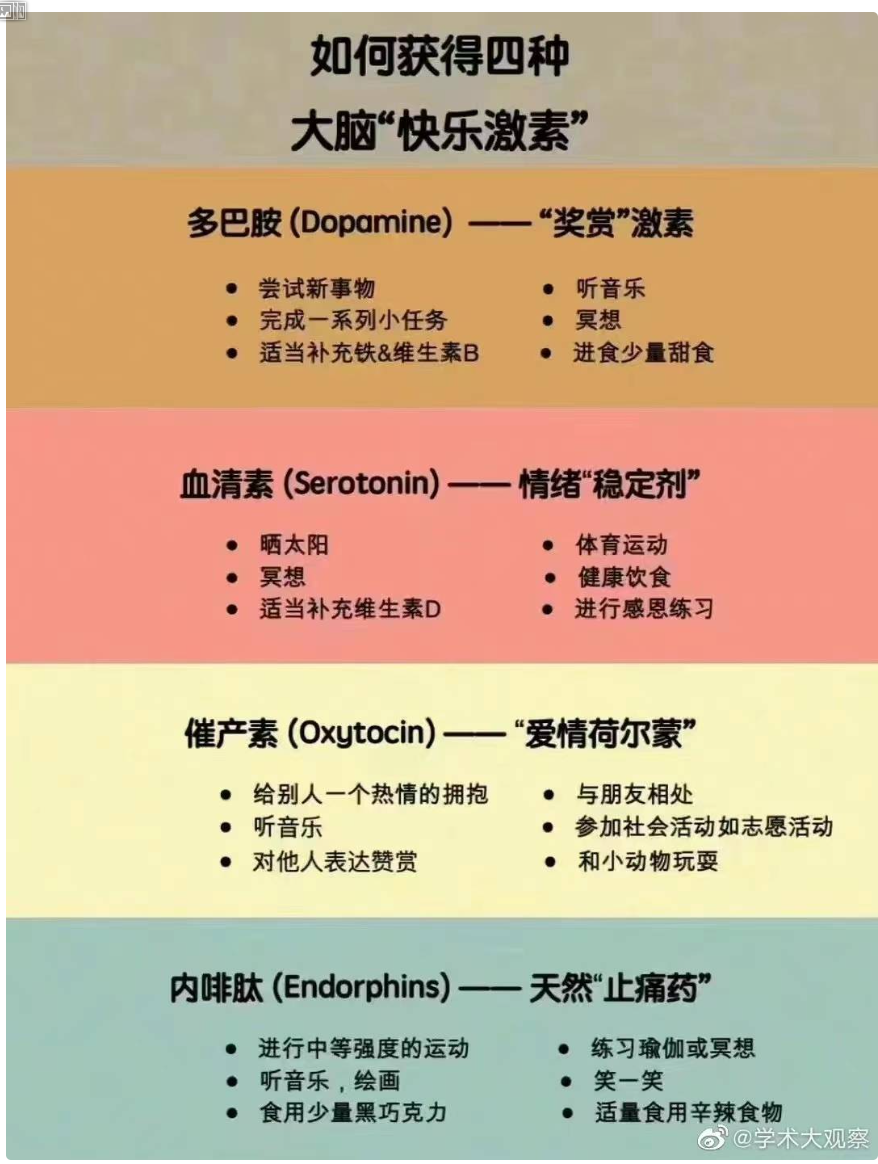 如何获得四种
大脑“快乐激素”
多巴胺 (Dopamine) —— “奖赏”激素
● 尝试新事物
● 听音乐
● 完成一系列小任务
● 冥想
● 适当补充铁&维生素B
● 进食少量甜食
血清素 (Serotonin) —— 情绪“稳定剂”
● 晒太阳
● 体育运动
● 冥想
● 健康饮食
● 适当补充维生素D
● 进行感恩练习
催产素 (Oxytocin) —— “爱情荷尔蒙”
● 给别人一个热情的拥抱
● 与朋友相处
● 听音乐
● 参加社会活动如志愿活动
● 对他人表达赞赏
● 和小动物玩耍
内啡肽 (Endorphins) —— 天然“止痛药”
● 进行中等强度的运动
● 练习瑜伽或冥想
● 听音乐，绘画
● 笑一笑
● 食用少量黑巧克力
● 适量食用辛辣食物
@学术大观察